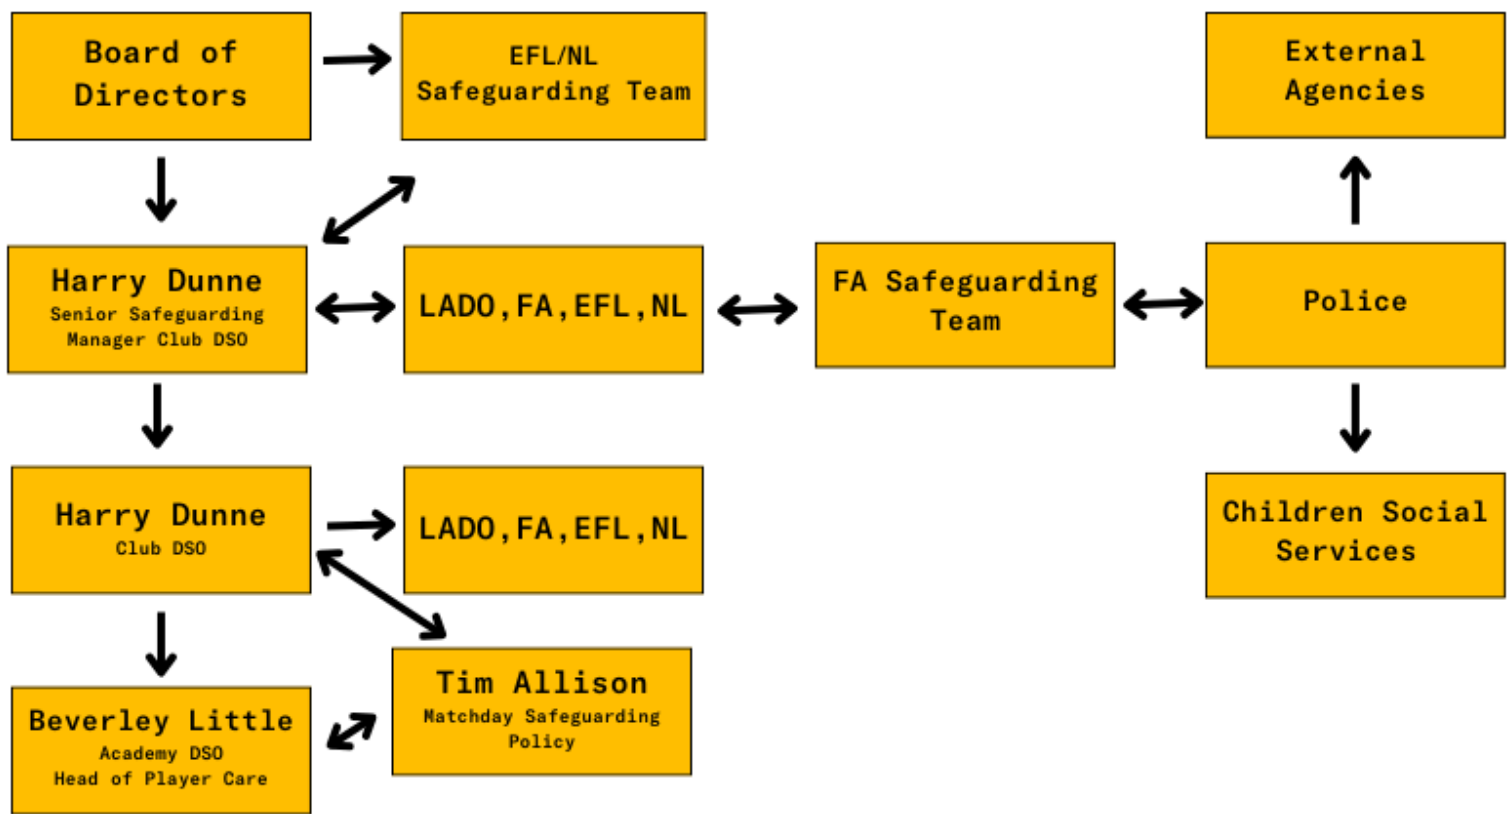 Board of
Directors
EFL/NL
Safeguarding Team
External
Agencies
Harry Dunne
Senior Safeguarding
Manager Club DSO
LADO,FA,EFL,NL
FA Safeguarding
Team
Police
Harry Dunne
Club DSO
LADO,FA,EFL,NL
Children Social
Services
Beverley Little
Academy DSO
Head of Player Care
Tim Allison
Matchday Safeguarding
Policy